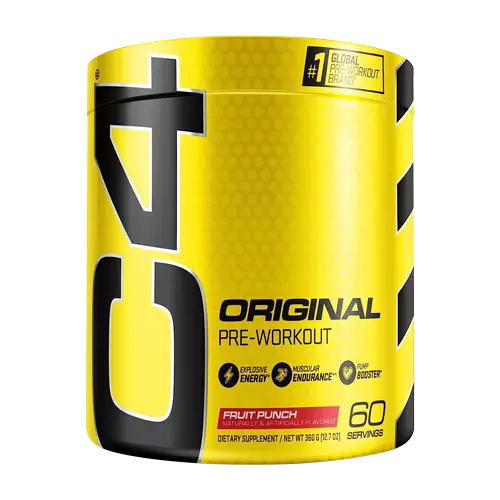 #1
GLOBAL
PRE-WORKOUT
BRAND^
C4
®
ORIGINAL
PRE-WORKOUT
EXPLOSIVE
ENERGY*
MUSCULAR
ENDURANCE*^
PUMP
BOOSTER*
FRUIT PUNCH
NATURALLY & ARTIFICIALLY FLAVORED
60
SERVINGS
DIETARY SUPPLEMENT / NET WT 360 G (12.7 OZ)